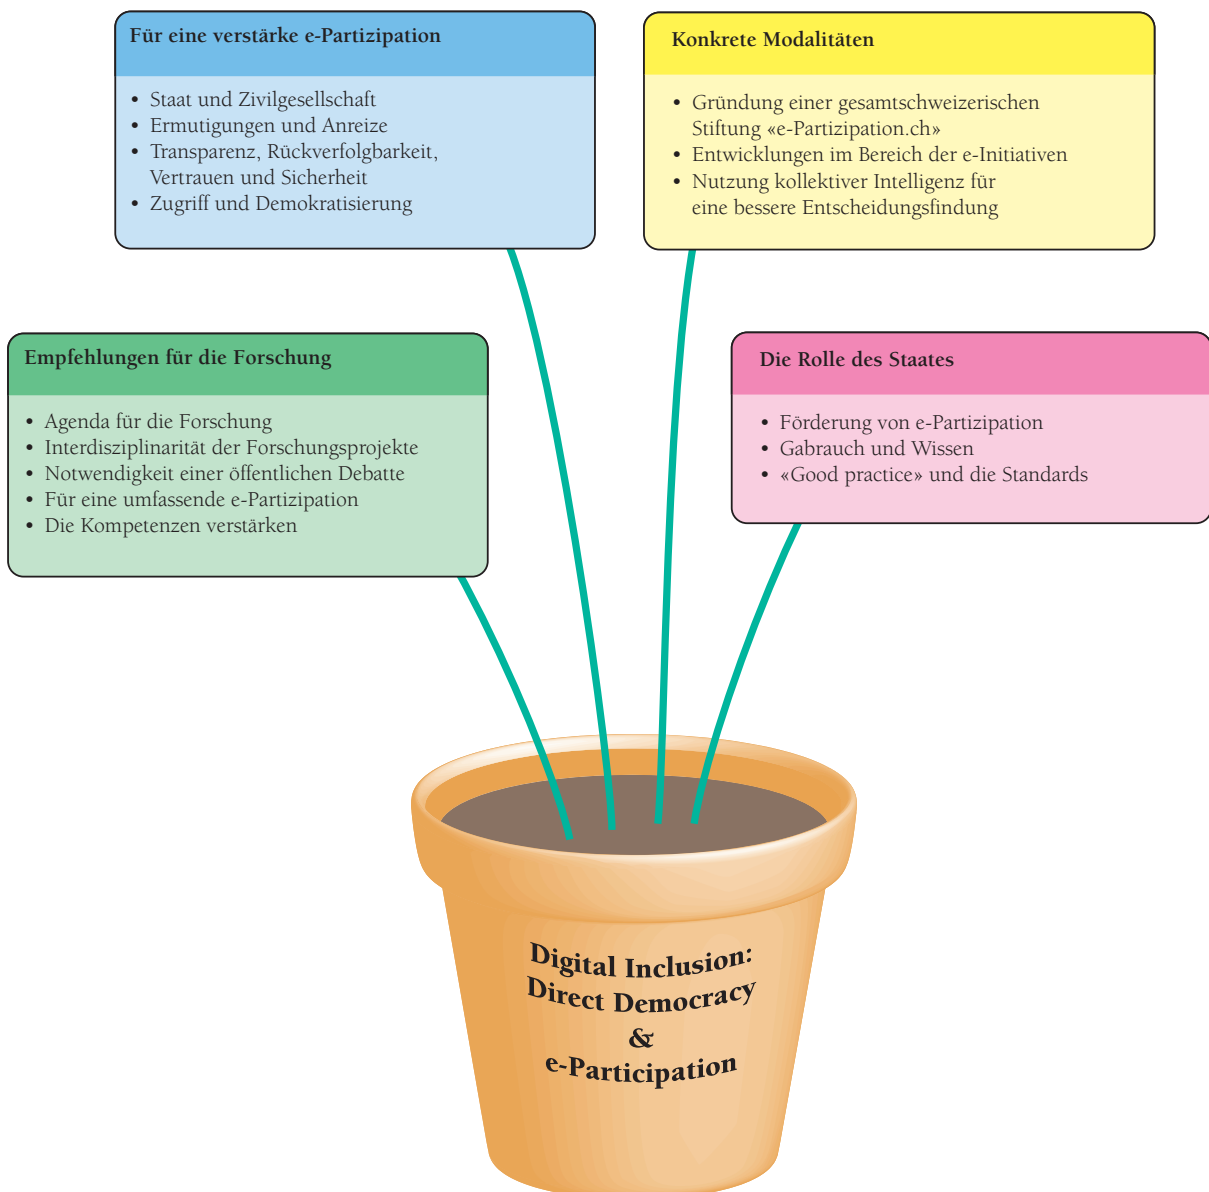 Für eine verstärke e-Partizipation
• Staat und Zivilgesellschaft
• Ermutigungen und Anreize
• Transparenz, Rückverfolgbarkeit,
Vertrauen und Sicherheit
• Zugriff und Demokratisierung
Konkrete Modalitäten
• Gründung einer gesamtschweizerischen
Stiftung «e-Partizipation.ch»
• Entwicklungen im Bereich der e-Initiativen
• Nutzung kollektiver Intelligenz für
eine bessere Entscheidungsfindung
Empfehlungen für die Forschung
• Agenda für die Forschung
• Interdisziplinarität der Forschungsprojekte
• Notwendigkeit einer öffentlichen Debatte
• Für eine umfassende e-Partizipation
• Die Kompetenzen verstärken
Die Rolle des Staates
• Förderung von e-Partizipation
• Gabrauch und Wissen
• «Good practice» und die Standards
Digital Inclusion:
Direct Democracy
&
e-Participation